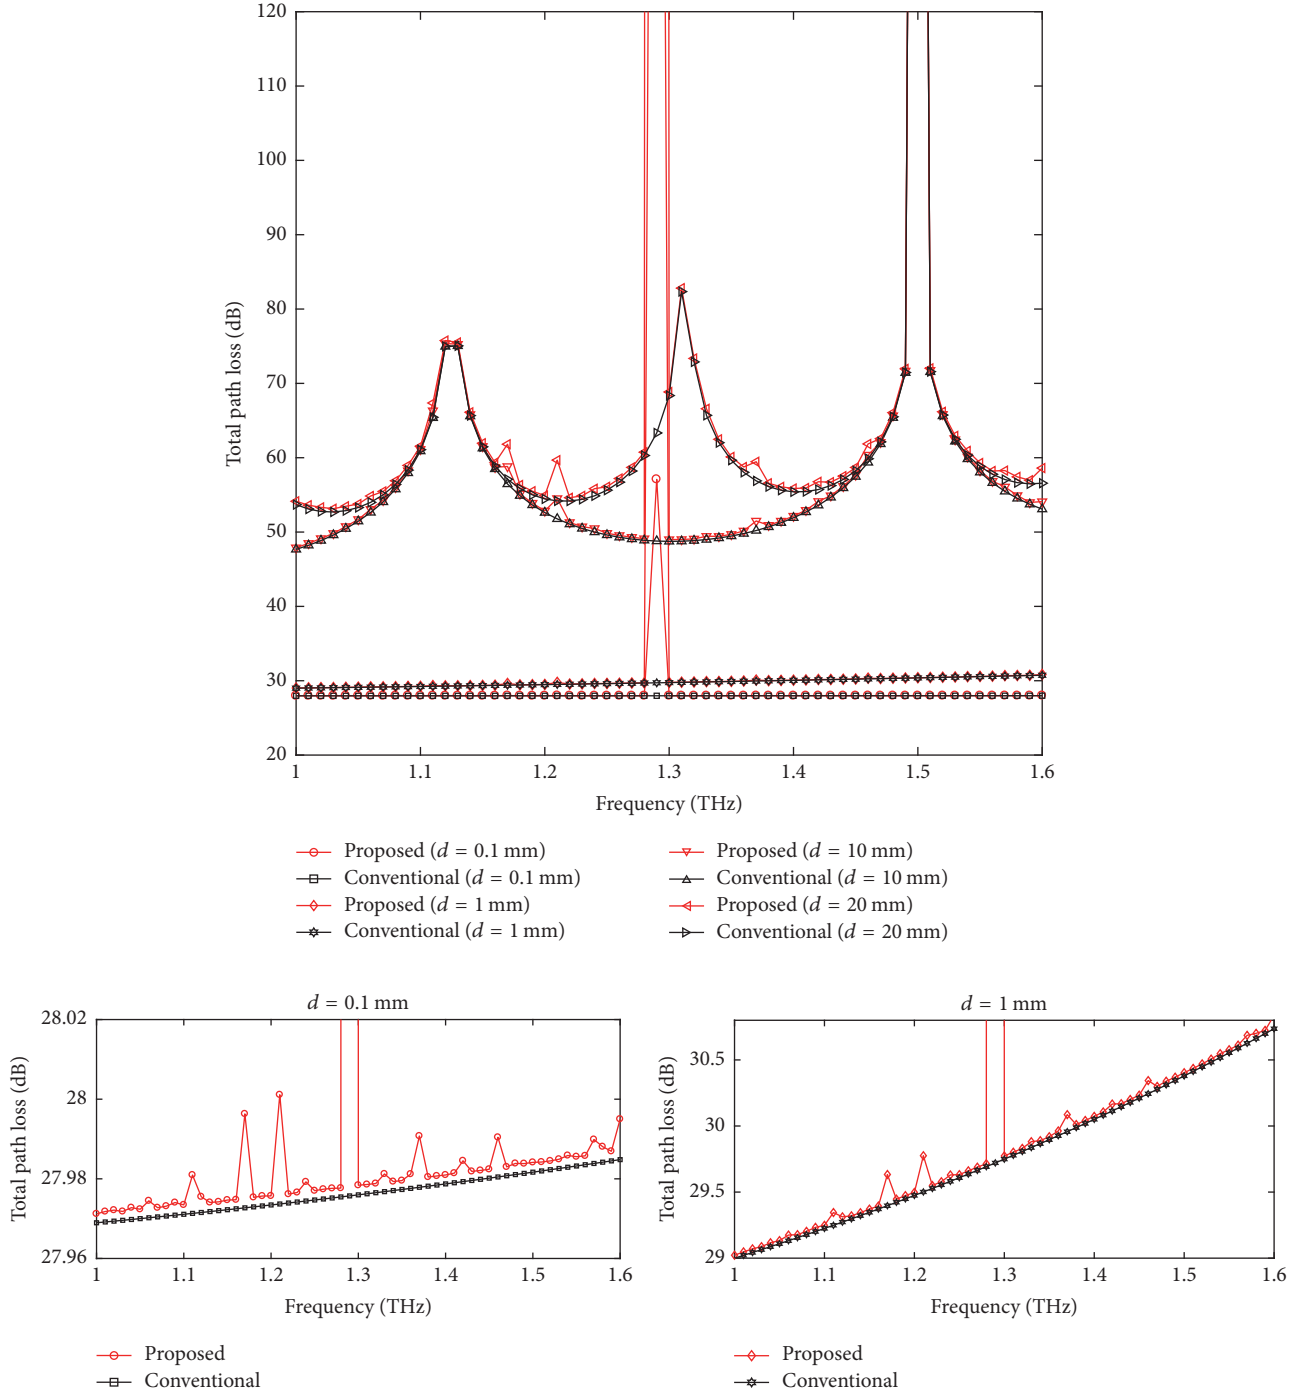 120
110
100
90
80
70
60
50
40
30
20
Total path loss (dB)
1
1.1
1.2
1.3
1.4
1.5
1.6
Frequency (THz)
Proposed (d = 0.1 mm)
Conventional (d = 0.1 mm)
Proposed (d = 1 mm)
Conventional (d = 1 mm)
Proposed (d = 10 mm)
Conventional (d = 10 mm)
Proposed (d = 20 mm)
Conventional (d = 20 mm)
d = 0.1 mm
28.02
28
27.98
27.96
Total path loss (dB)
1
1.1
1.2
1.3
1.4
1.5
1.6
Frequency (THz)
Proposed
Conventional
d = 1 mm
30.5
30
29.5
29
Total path loss (dB)
1
1.1
1.2
1.3
1.4
1.5
1.6
Frequency (THz)
Proposed
Conventional